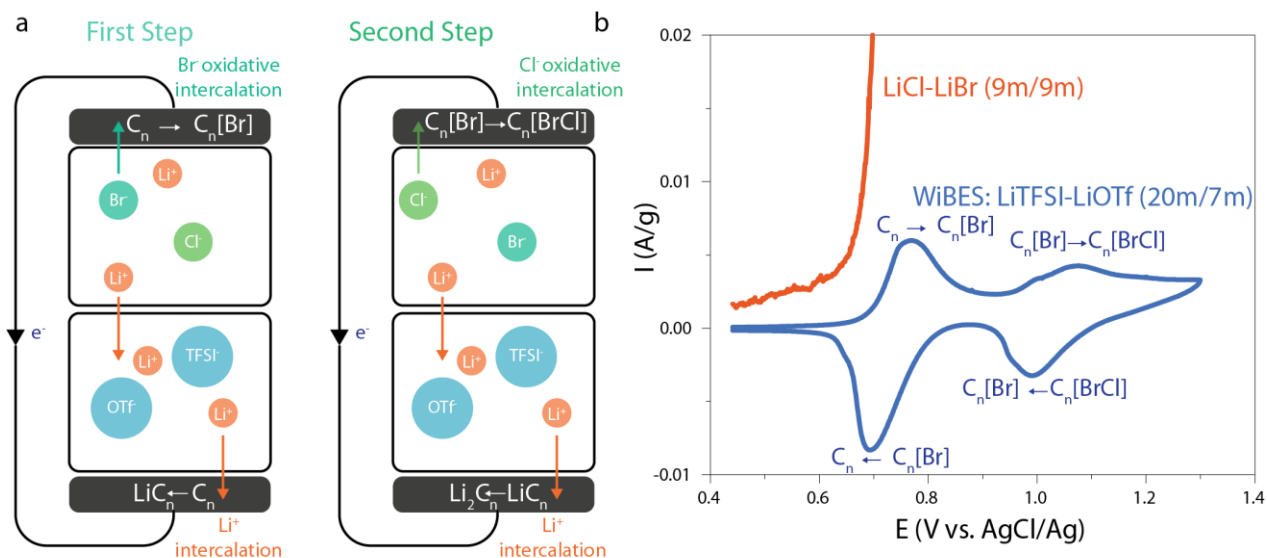 a
First Step
Br⁻ oxidative
intercalation
Cₙ → Cₙ[Br]
Li⁺
Br⁻
Cl⁻
Li⁺
e⁻
TFSI⁻
Li⁺
OTf⁻
Li⁺
LiCₙ ← Cₙ
Li⁺
intercalation
Second Step
Cl⁻ oxidative
intercalation
Cₙ[Br] → Cₙ[BrCl]
Li⁺
Cl⁻
Br⁻
Li⁺
e⁻
TFSI⁻
Li⁺
OTf⁻
Li⁺
Li₂Cₙ ← LiCₙ
Li⁺
intercalation
b
0.02
0.01
0.00
-0.01
I (A/g)
LiCl-LiBr (9m/9m)
WiBES: LiTFSI-LiOTf (20m/7m)
Cₙ → Cₙ[Br]
Cₙ[Br] → Cₙ[BrCl]
Cₙ[Br] ← Cₙ[BrCl]
Cₙ ← Cₙ[Br]
0.4 0.6 0.8 1.0 1.2 1.4
E (V vs. AgCl/Ag)